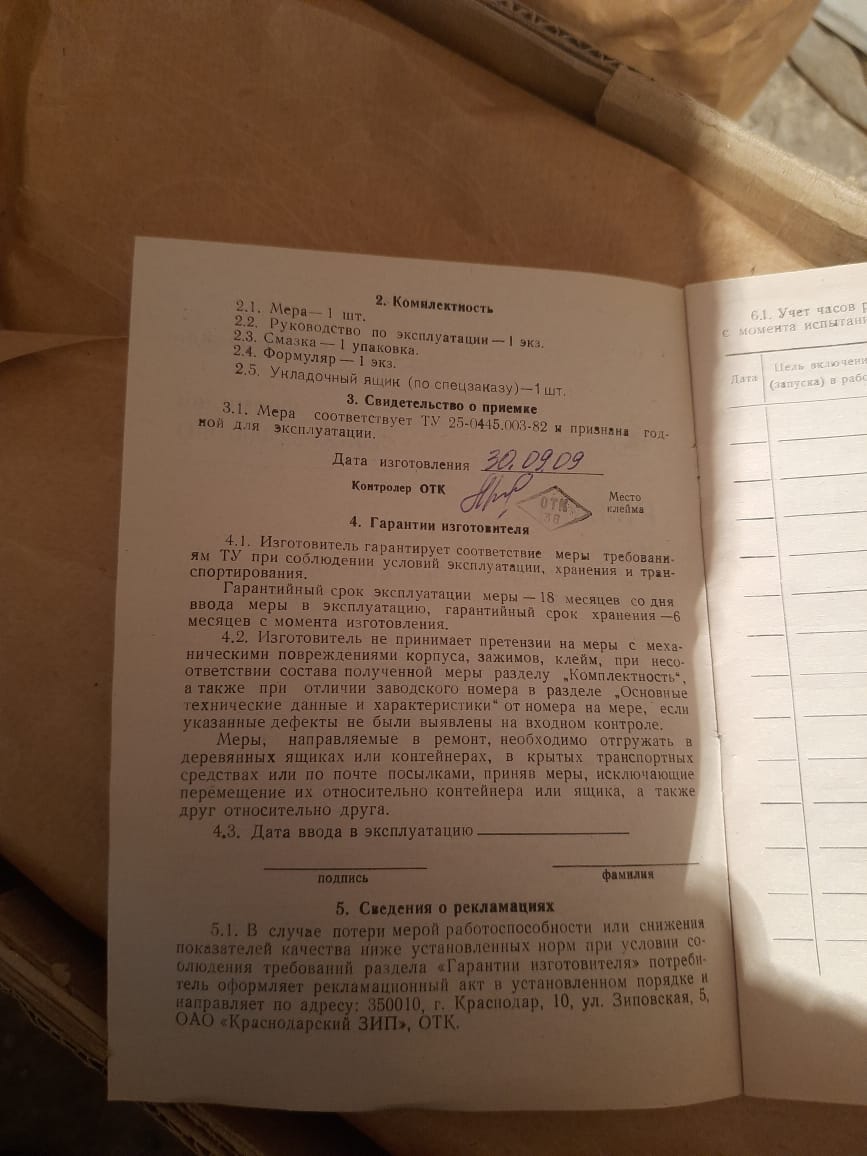 2. Комплектность
2.1. Мера— 1 шт.
2.2. Руководство по эксплуатации — 1 экз.
2.3. Смазка — 1 упаковка.
2.4. Формуляр — 1 экз.
2.5. Укладочный ящик (по спецзаказу)—1 шт.
3. Свидетельство о приемке
3.1. Мера соответствует ТУ 25-0445.003-82 и признана год-
ной для эксплуатации.
Дата изготовления 30.09.09
Контролер ОТК
ОТК
38
Место
клейма
4. Гарантии изготовителя
4.1. Изготовитель гарантирует соответствие меры требовани-
ям ТУ при соблюдении условий эксплуатации, хранения и тран-
спортирования.
Гарантийный срок эксплуатации меры — 18 месяцев со дня
ввода меры в эксплуатацию, гарантийный срок хранения —6
месяцев с момента изготовления.
4.2. Изготовитель не принимает претензии на меры с меха-
ническими повреждениями корпуса, зажимов, клейм, при несо-
ответствии состава полученной меры разделу „Комплектность“,
а также при отличии заводского номера в разделе „Основные
технические данные и характеристики“ от номера на мере, если
указанные дефекты не были выявлены на входном контроле.
Меры, направляемые в ремонт, необходимо отгружать в
деревянных ящиках или контейнерах, в крытых транспортных
средствах или по почте посылками, приняв меры, исключающие
перемещение их относительно контейнера или ящика, а также
друг относительно друга.
4.3. Дата ввода в эксплуатацию
подпись
фамилия
5. Сведения о рекламациях
5.1. В случае потери мерой работоспособности или снижения
показателей качества ниже установленных норм при условии со-
блюдения требований раздела «Гарантии изготовителя» потреби-
тель оформляет рекламационный акт в установленном порядке и
направляет по адресу: 350010, г. Краснодар, 10, ул. Зиповская, 5,
ОАО «Краснодарский ЗИП», ОТК.
6.1. Учет часов
с момента
Дата
Цель
(запуска) в